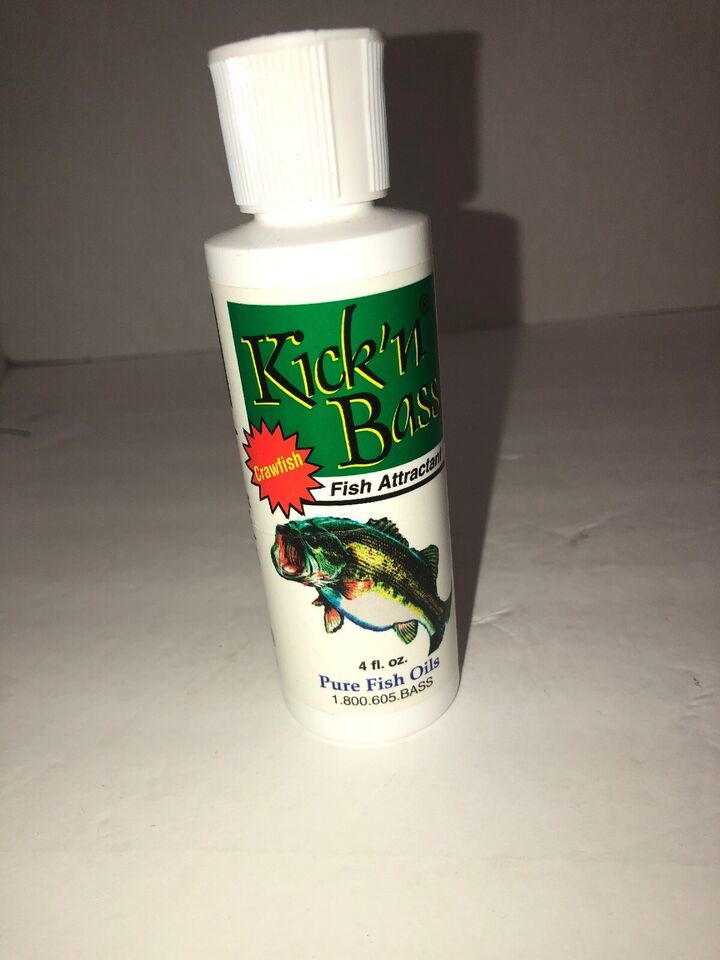 Kick'n®
Bass
Crawfish
Fish Attractant
4 fl. oz.
Pure Fish Oils
1.800.605.BASS